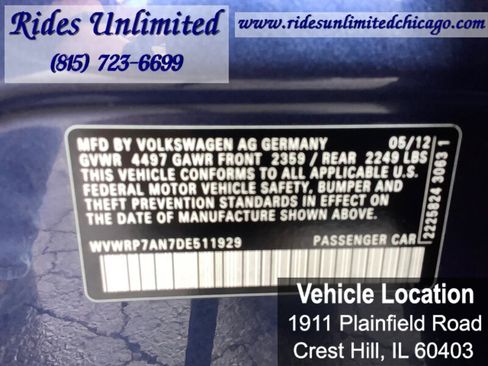 Rides Unlimited
(815) 723-6699
www.ridesunlimitedchicago.com
MFD BY VOLKSWAGEN AG GERMANY 05/12
GVWR 4497 GAWR FRONT 2359 / REAR 2249 LBS
THIS VEHICLE CONFORMS TO ALL APPLICABLE U.S.
FEDERAL MOTOR VEHICLE SAFETY, BUMPER AND
THEFT PREVENTION STANDARDS IN EFFECT ON THE
DATE OF MANUFACTURE SHOWN ABOVE.
WVWRP7AN7DE511929 PASSENGER CAR
2225924 3063 1
Vehicle Location
1911 Plainfield Road
Crest Hill, IL 60403